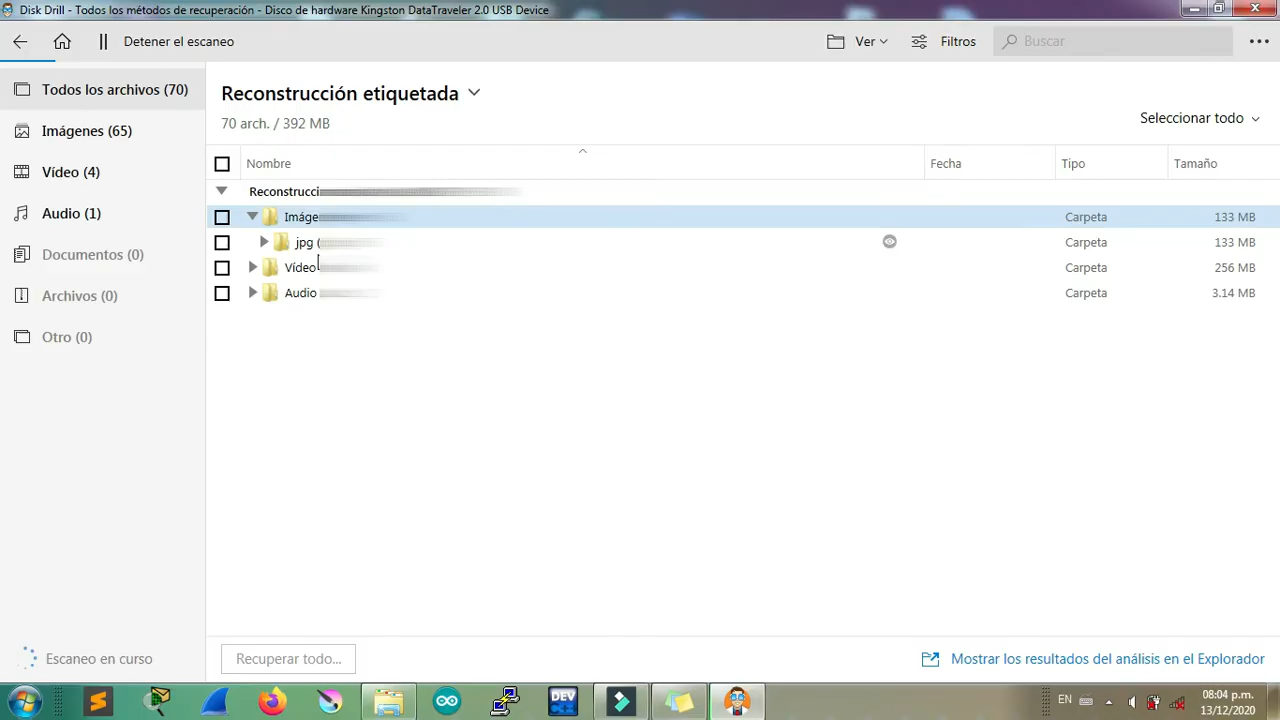 Disk Drill - Todos los métodos de recuperación - Disco de hardware Kingston DataTraveler 2.0 USB Device
Detener el escaneo
Ver
Filtros
Buscar
Todos los archivos (70)
Imágenes (65)
Vídeo (4)
Audio (1)
Documentos (0)
Archivos (0)
Otro (0)
Reconstrucción etiquetada
70 arch. / 392 MB
Seleccionar todo
Nombre Fecha Tipo Tamaño
Reconstrucci
Imáge Carpeta 133 MB
jpg ( Carpeta 133 MB
Vídeo Carpeta 256 MB
Audio Carpeta 3.14 MB
Escaneo en curso
Recuperar todo...
Mostrar los resultados del análisis en el Explorador
DEV
EN
08:04 p.m.
13/12/2020